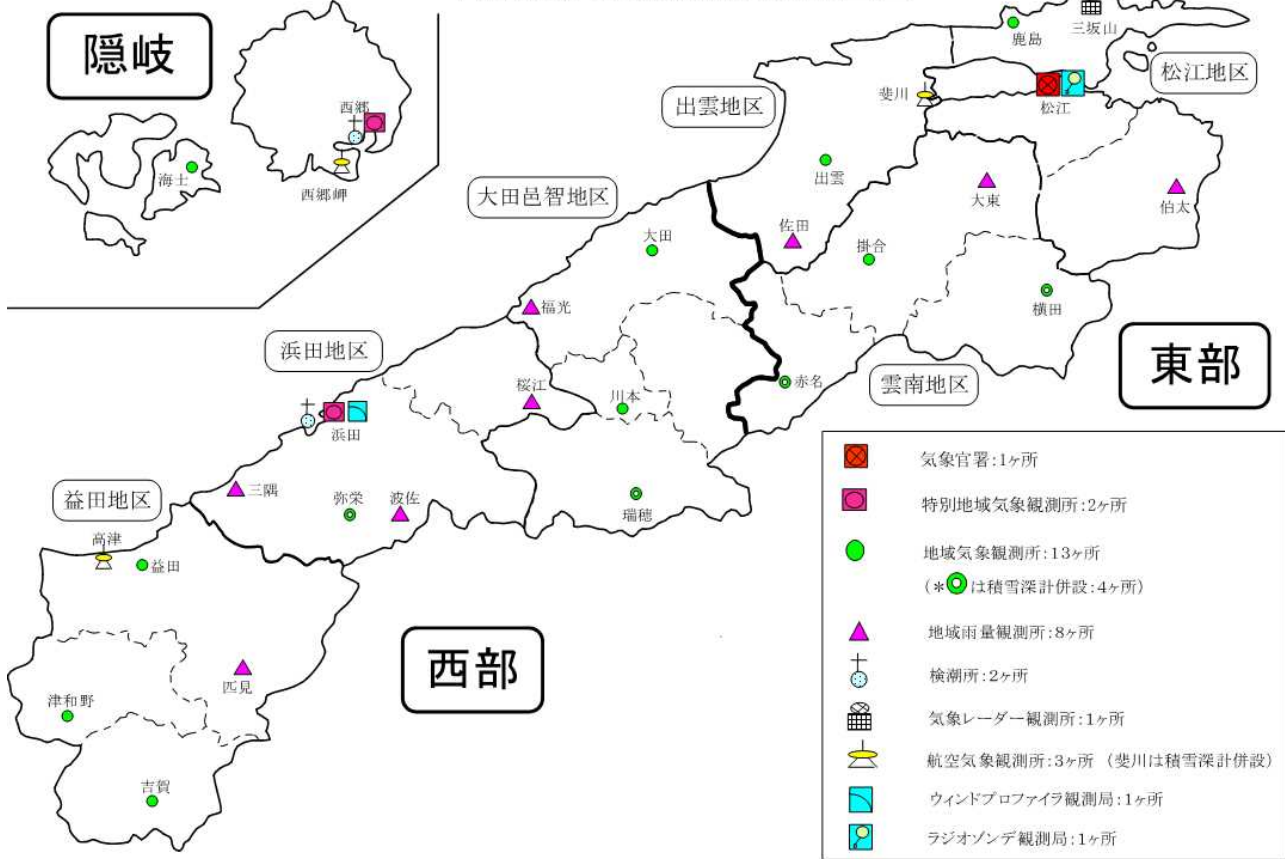 隠岐
西郷
海士
西郷岬
鹿島
三坂山
松江地区
出雲地区
斐川
松江
出雲
大田邑智地区
大東
伯太
佐田
大田
掛合
福光
横田
浜田地区
東部
桜江
川本
赤名
雲南地区
浜田
三隅
弥栄
波佐
瑞穂
益田地区
高津
益田
西部
匹見
津和野
吉賀
気象官署:1ヶ所
特別地域気象観測所:2ヶ所
地域気象観測所:13ヶ所
(*◎は積雪深計併設:4ヶ所)
地域雨量観測所:8ヶ所
検潮所:2ヶ所
気象レーダー観測所:1ヶ所
航空気象観測所:3ヶ所 (斐川は積雪深計併設)
ウィンドプロファイラ観測局:1ヶ所
ラジオゾンデ観測局:1ヶ所